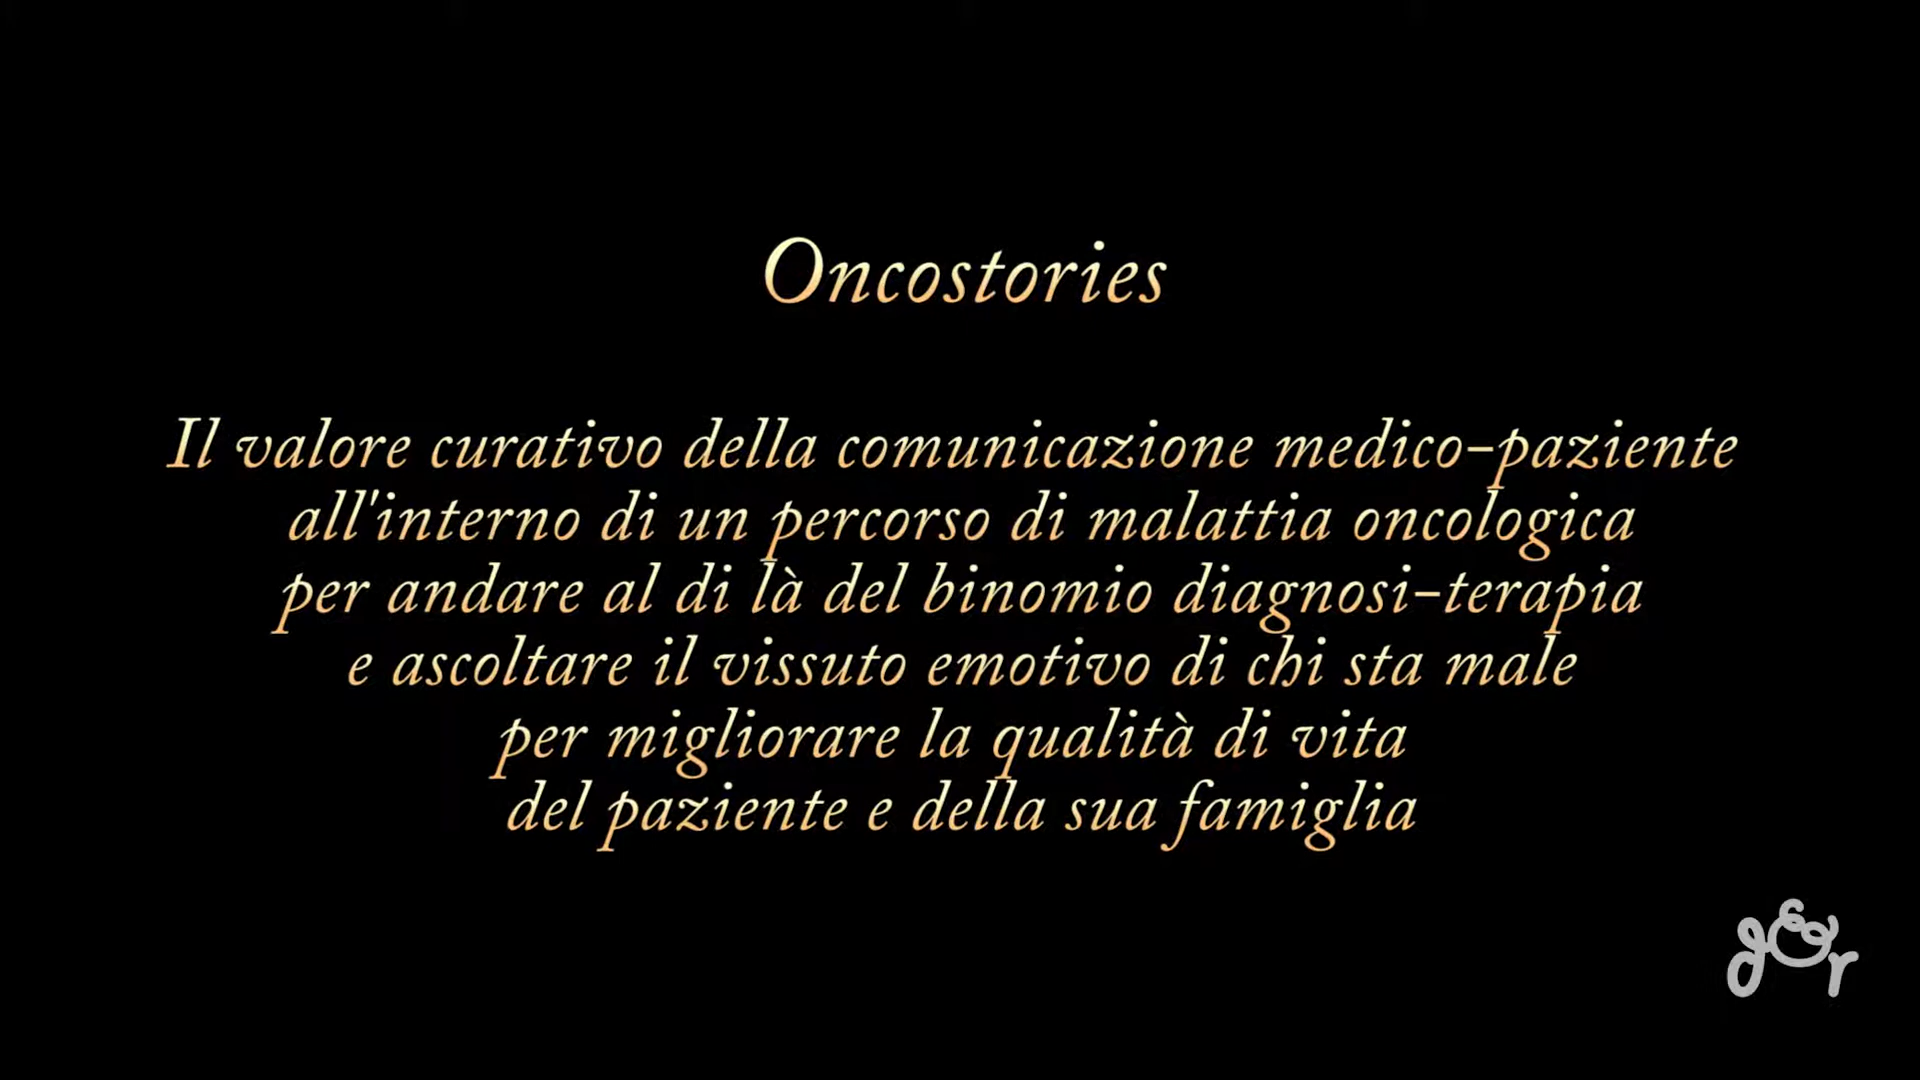 Oncostories
Il valore curativo della comunicazione medico-paziente
all'interno di un percorso di malattia oncologica
per andare al di là del binomio diagnosi-terapia
e ascoltare il vissuto emotivo di chi sta male
per migliorare la qualità di vita
del paziente e della sua famiglia
g&r